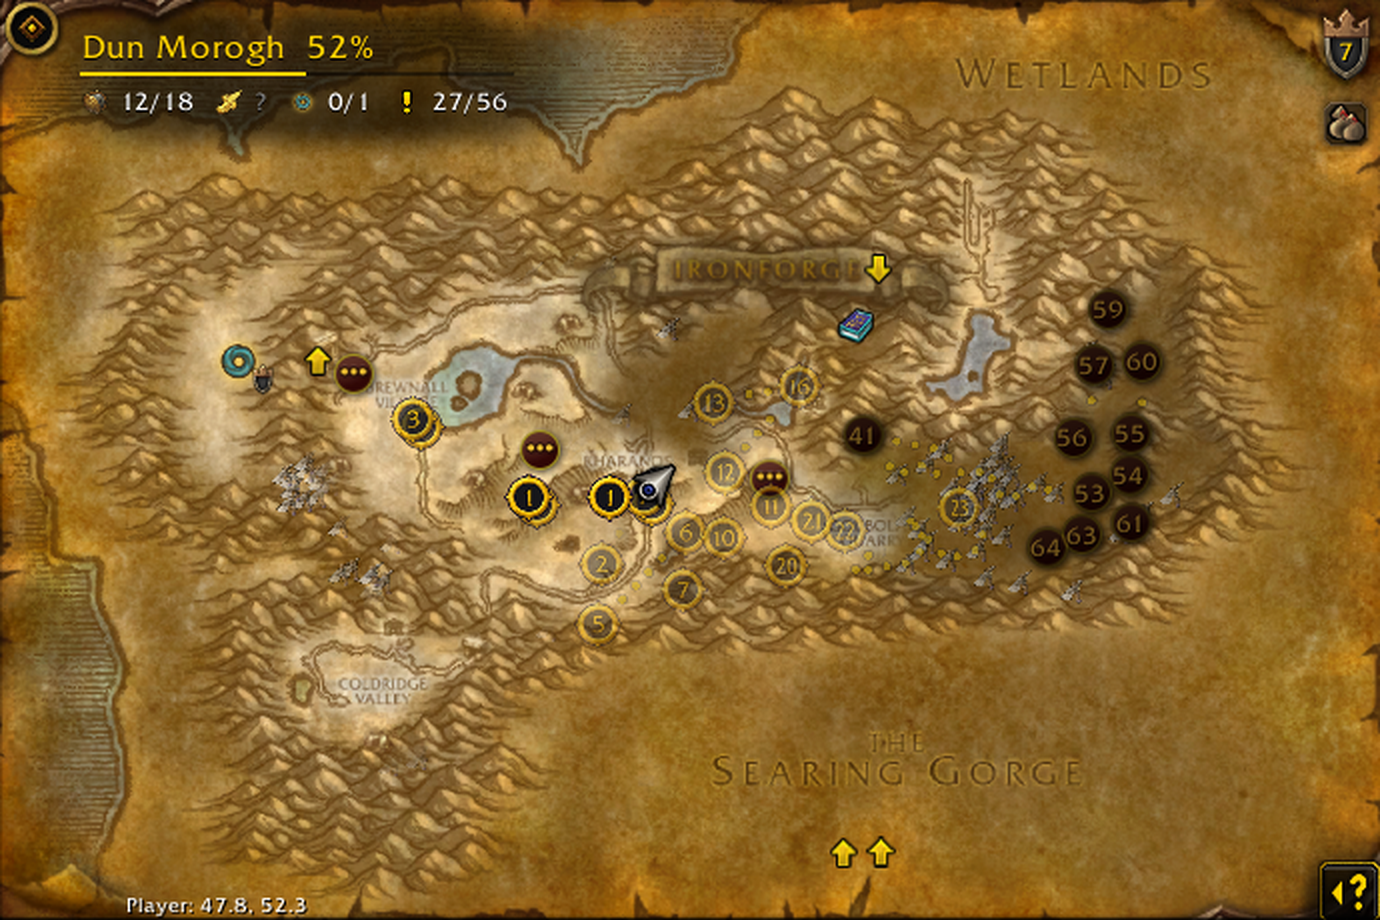 Dun Morogh 52%
12/18 ? 0/1 ! 27/56
7
WETLANDS
IRONFORGE
59
57 60
BREWNALL
VILLAGE
3
13 16
41 56 55
KHARANOS
12
54
53
1 1
11
23
6 10 21 22
61
63
64
2
20
7
5
COLDRIDGE
VALLEY
THE
SEARING GORGE
?
Player: 47.8, 52.3